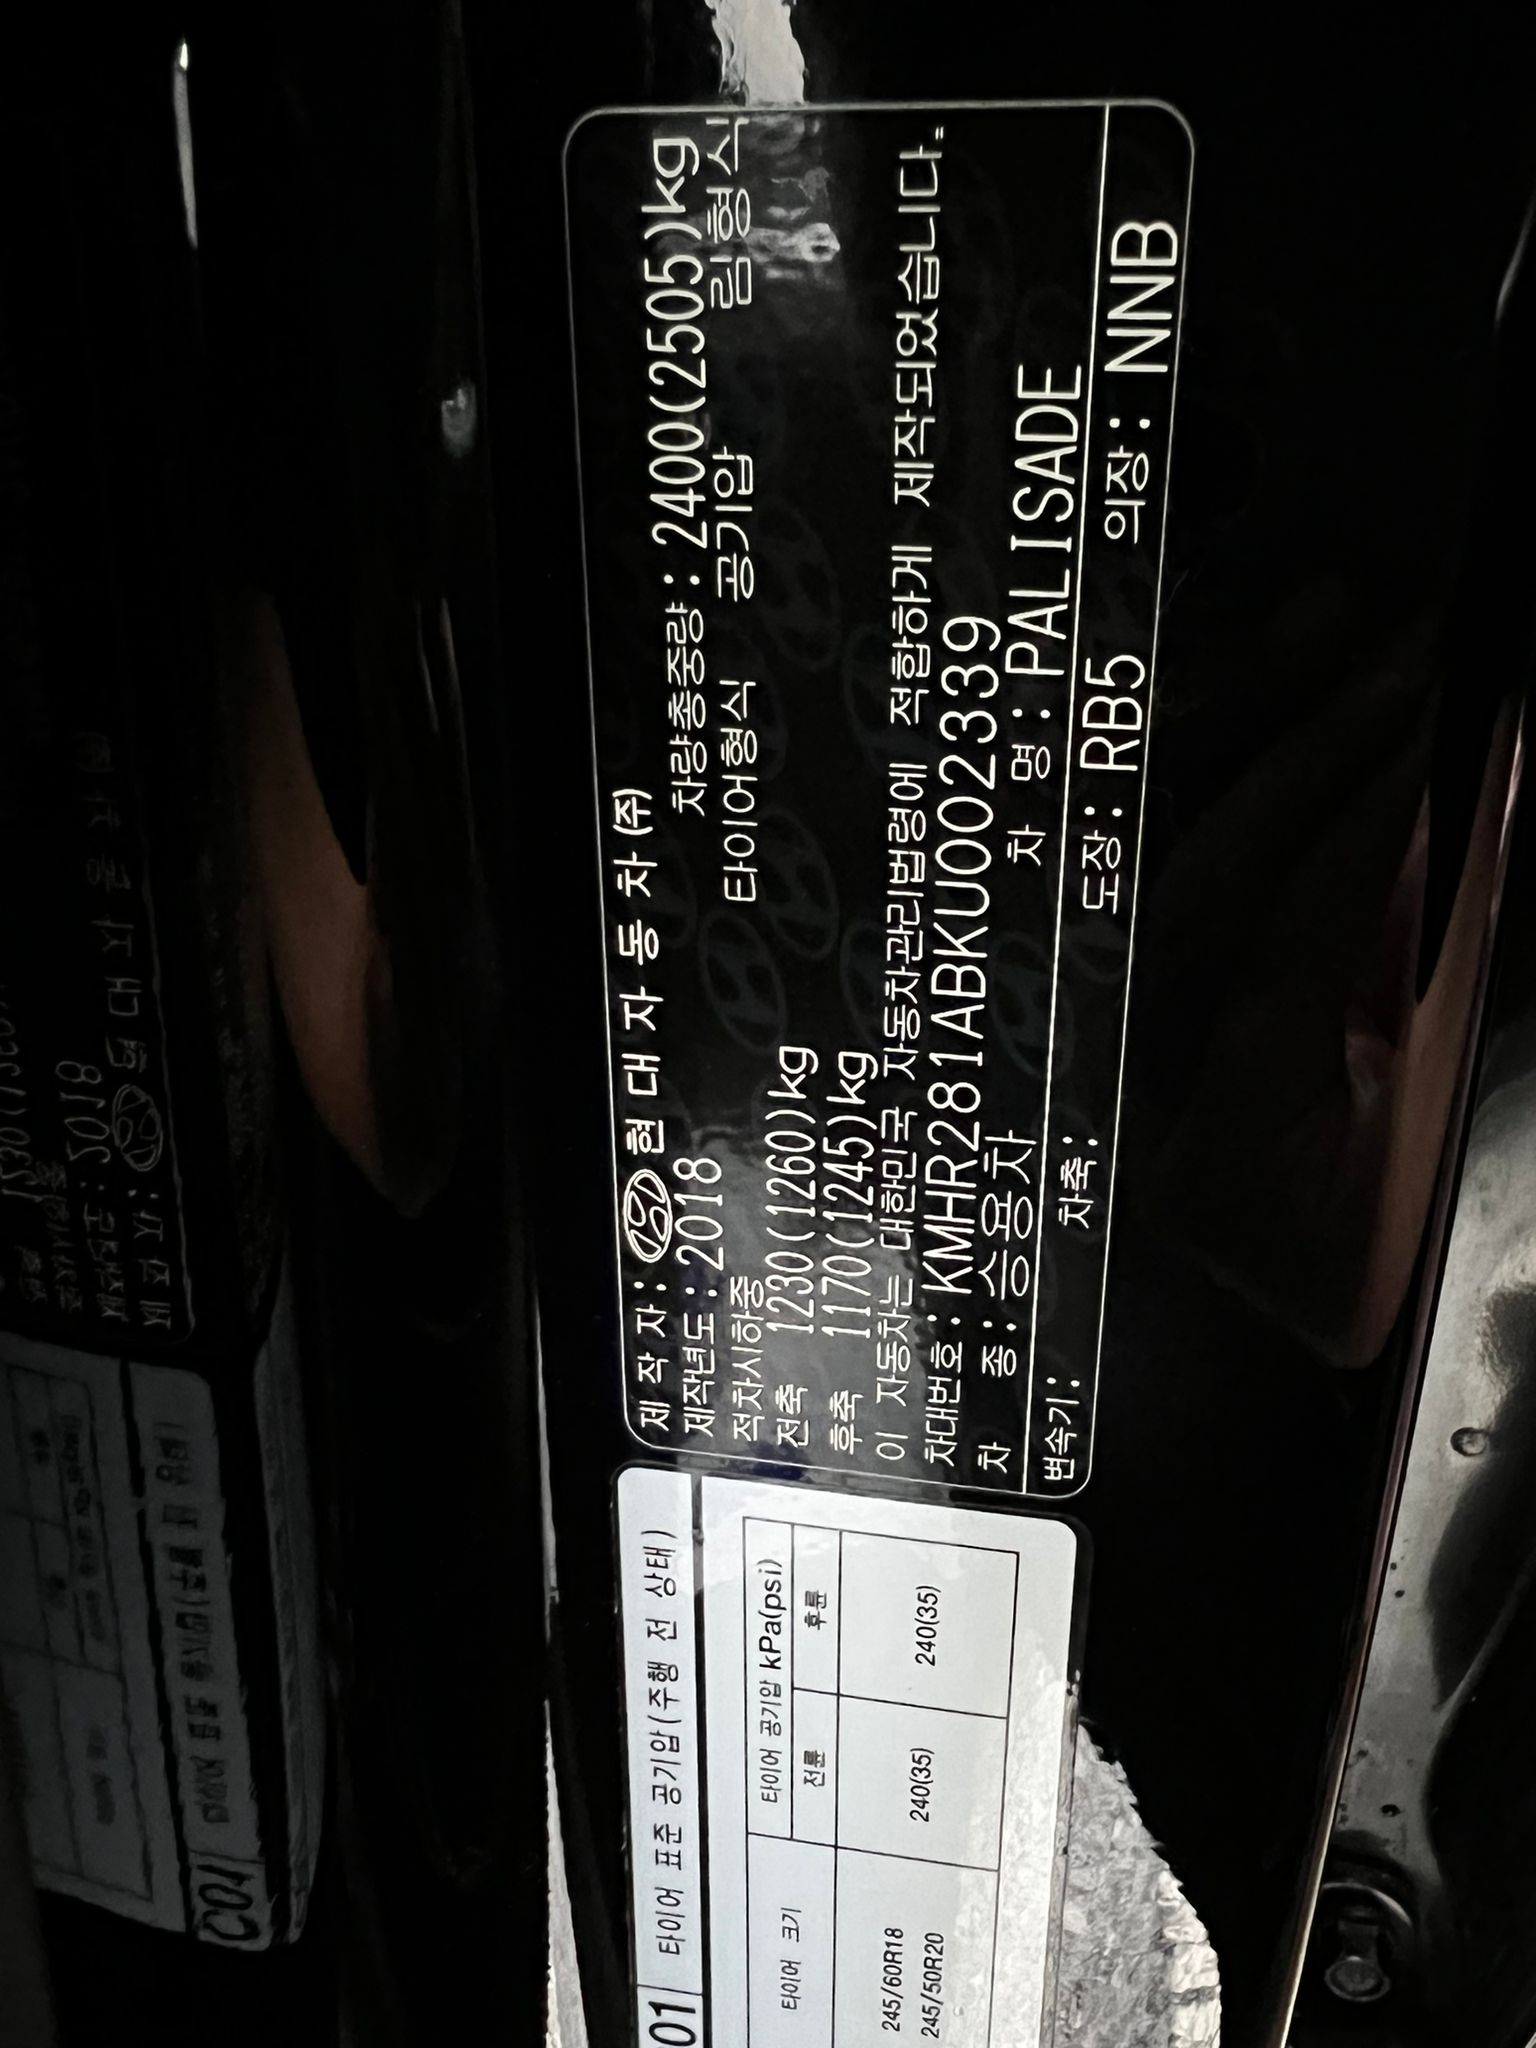 제 작 자: 현 대 자 동 차 (주)
제작년도: 2018 차량총중량: 2400(2505)kg
적차시하중 타이어형식 공기압 림형식
전축 1230(1260)kg
후축 1170(1245)kg
이 자동차는 대한민국 자동차관리법령에 적합하게 제작되었습니다.
차대번호: KMHR281ABKU002339
차 종: 승용차 차 명: PALISADE
변속기: 차축: 도장: RB5 의장: NNB
01 타이어 표준 공기압(주행 전 상태)
타이어 크기 타이어 공기압 kPa(psi)
전륜 후륜
245/60R18
245/50R20 240(35) 240(35)